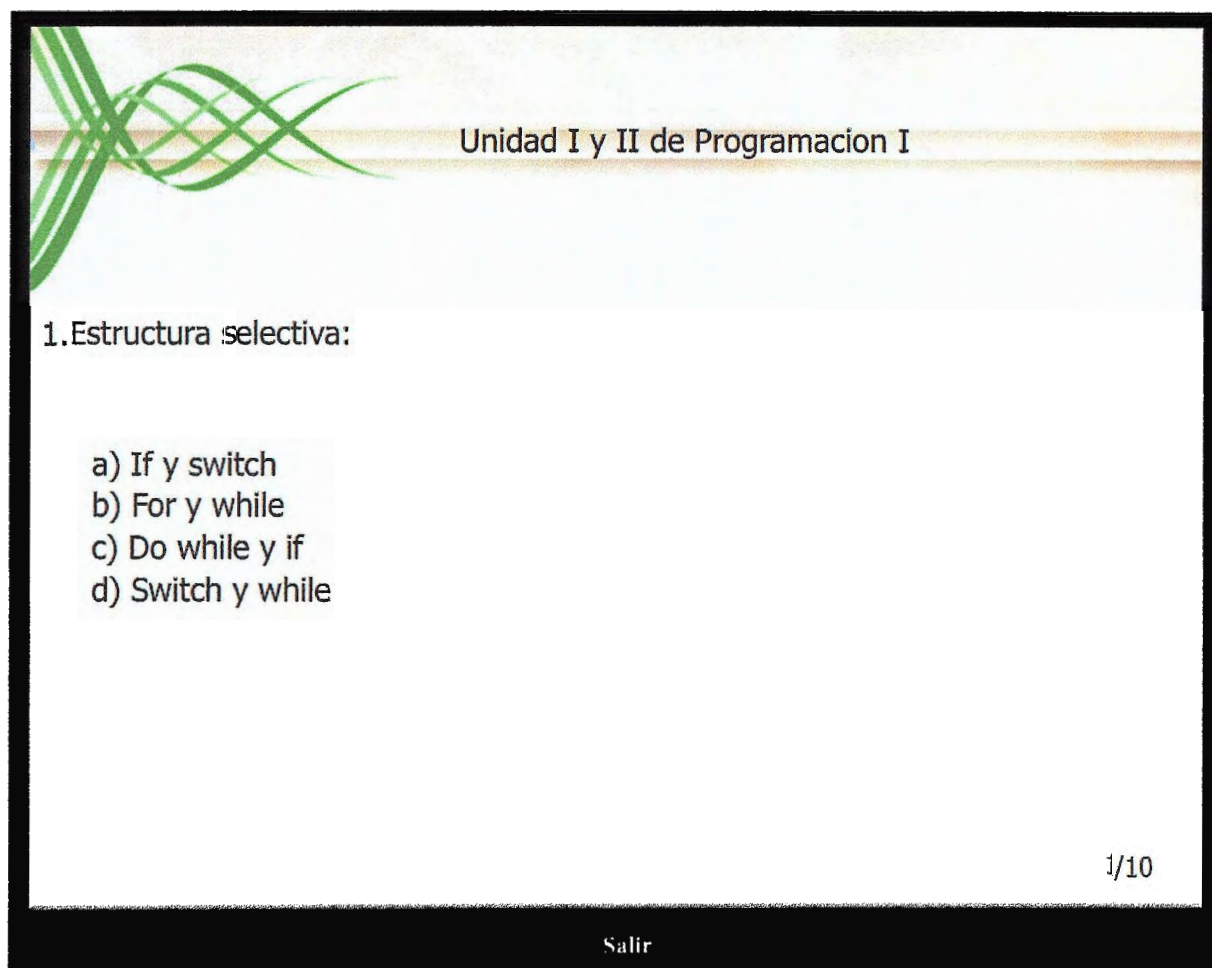 Unidad I y II de Programacion I
1.Estructura selectiva:
a) If y switch
b) For y while
c) Do while y if
d) Switch y while
1/10
Salir